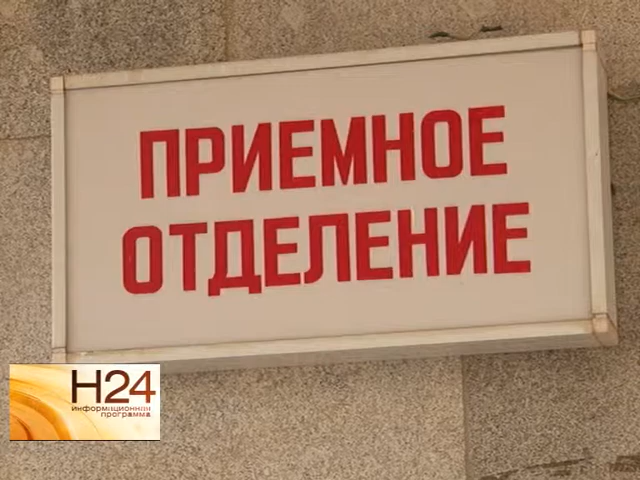 ПРИЕМНОЕ
ОТДЕЛЕНИЕ
Н24
информационная
программа